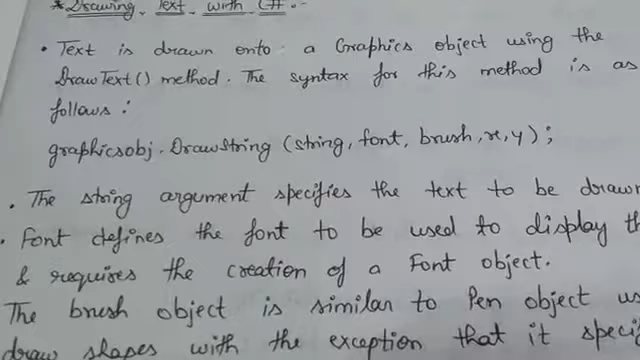 * Drawing Text with C# :-
• Text is drawn onto a Graphics object using the
DrawText() method. The syntax for this method is as
follows :
graphicsobj.DrawString (string, font, brush, x, y);
• The string argument specifies the text to be drawn
• Font defines the font to be used to display th
& requires the creation of a Font object.
The brush object is similar to Pen object us
draw shapes with the exception that it specif